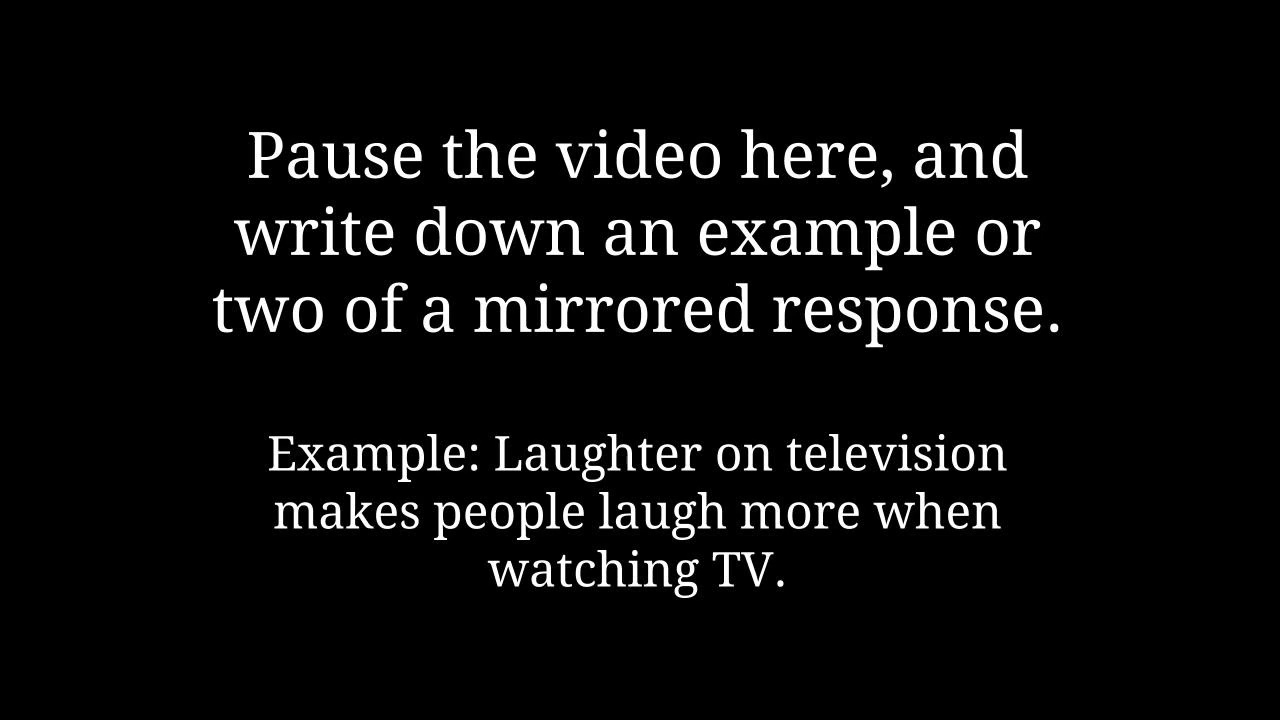 Pause the video here, and
write down an example or
two of a mirrored response.
Example: Laughter on television
makes people laugh more when
watching TV.